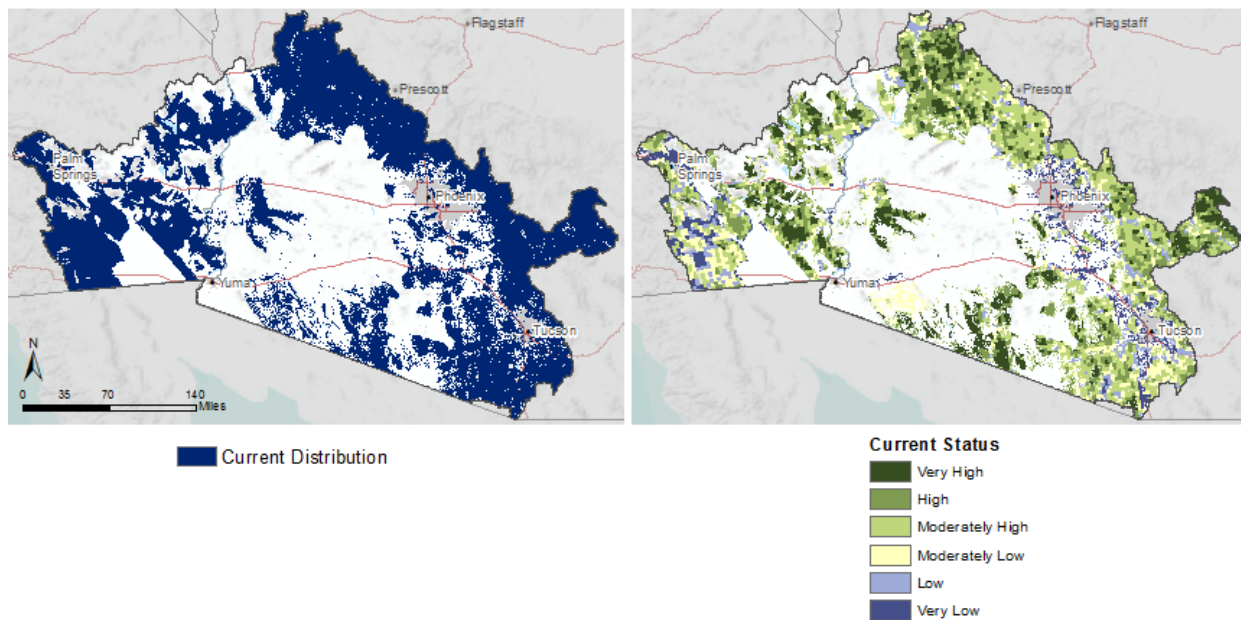 Flagstaff
Prescott
Palm
Springs
Phoenix
Yuma
Tucson
N
0 35 70 140
Miles
Current Distribution
Flagstaff
Prescott
Palm
Springs
Phoenix
Yuma
Tucson
Current Status
Very High
High
Moderately High
Moderately Low
Low
Very Low